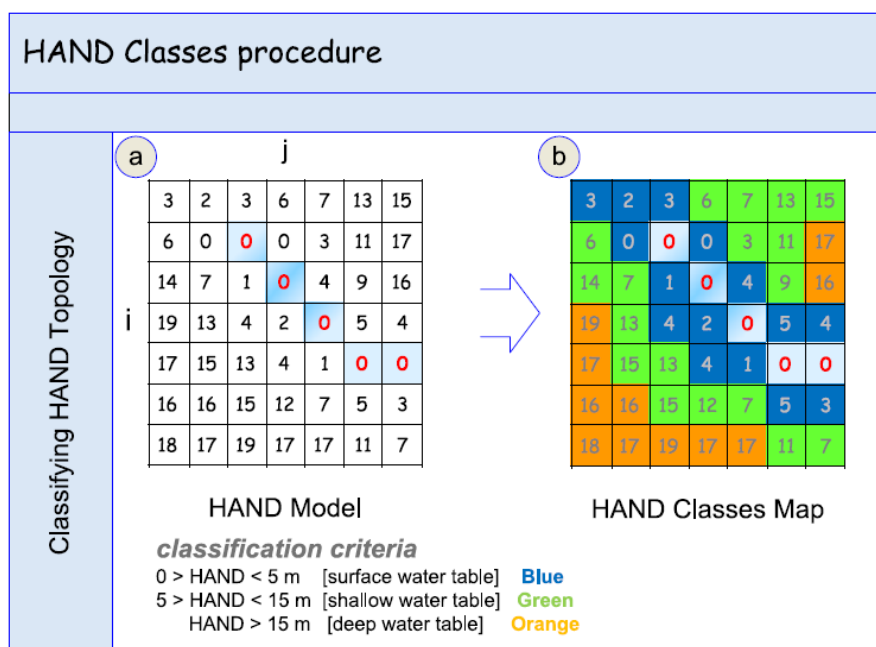 HAND Classes procedure
Classifying HAND Topology
a
j
i
3 2 3 6 7 13 15
6 0 0 0 3 11 17
14 7 1 0 4 9 16
19 13 4 2 0 5 4
17 15 13 4 1 0 0
16 16 15 12 7 5 3
18 17 19 17 17 11 7
HAND Model
b
3 2 3 6 7 13 15
6 0 0 0 3 11 17
14 7 1 0 4 9 16
19 13 4 2 0 5 4
17 15 13 4 1 0 0
16 16 15 12 7 5 3
18 17 19 17 17 11 7
HAND Classes Map
classification criteria
0 > HAND < 5 m [surface water table] Blue
5 > HAND < 15 m [shallow water table] Green
HAND > 15 m [deep water table] Orange